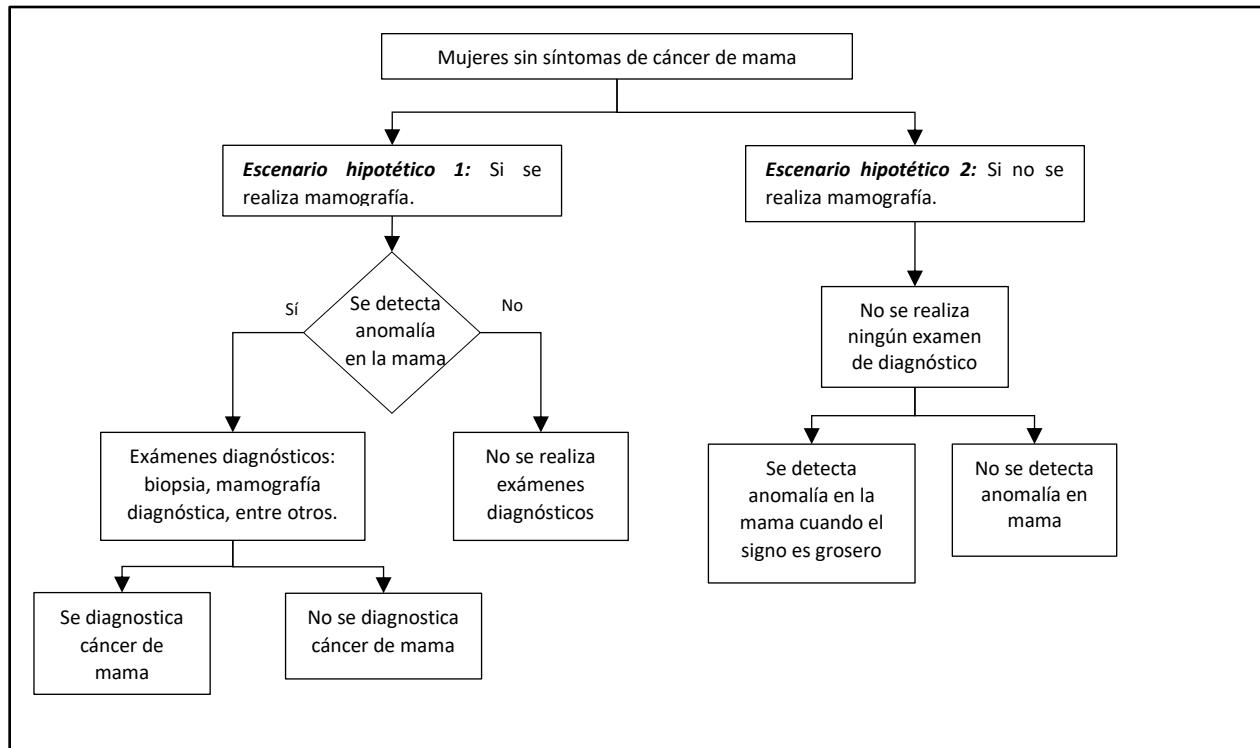 Mujeres sin síntomas de cáncer de mama
Escenario hipotético 1: Si se
realiza mamografía.
Escenario hipotético 2: Si no se
realiza mamografía.
Sí
Se detecta
anomalía
en la mama
No
No se realiza
ningún examen
de diagnóstico
Exámenes diagnósticos:
biopsia, mamografía
diagnóstica, entre otros.
No se realiza
exámenes
diagnósticos
Se detecta
anomalía en la
mama cuando el
signo es grosero
No se detecta
anomalía en
mama
Se diagnostica
cáncer de
mama
No se diagnostica
cáncer de mama